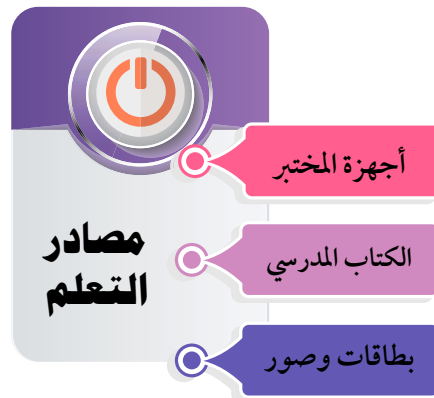 مصادر
التعلم
أجهزة المختبر
الكتاب المدرسي
بطاقات وصور